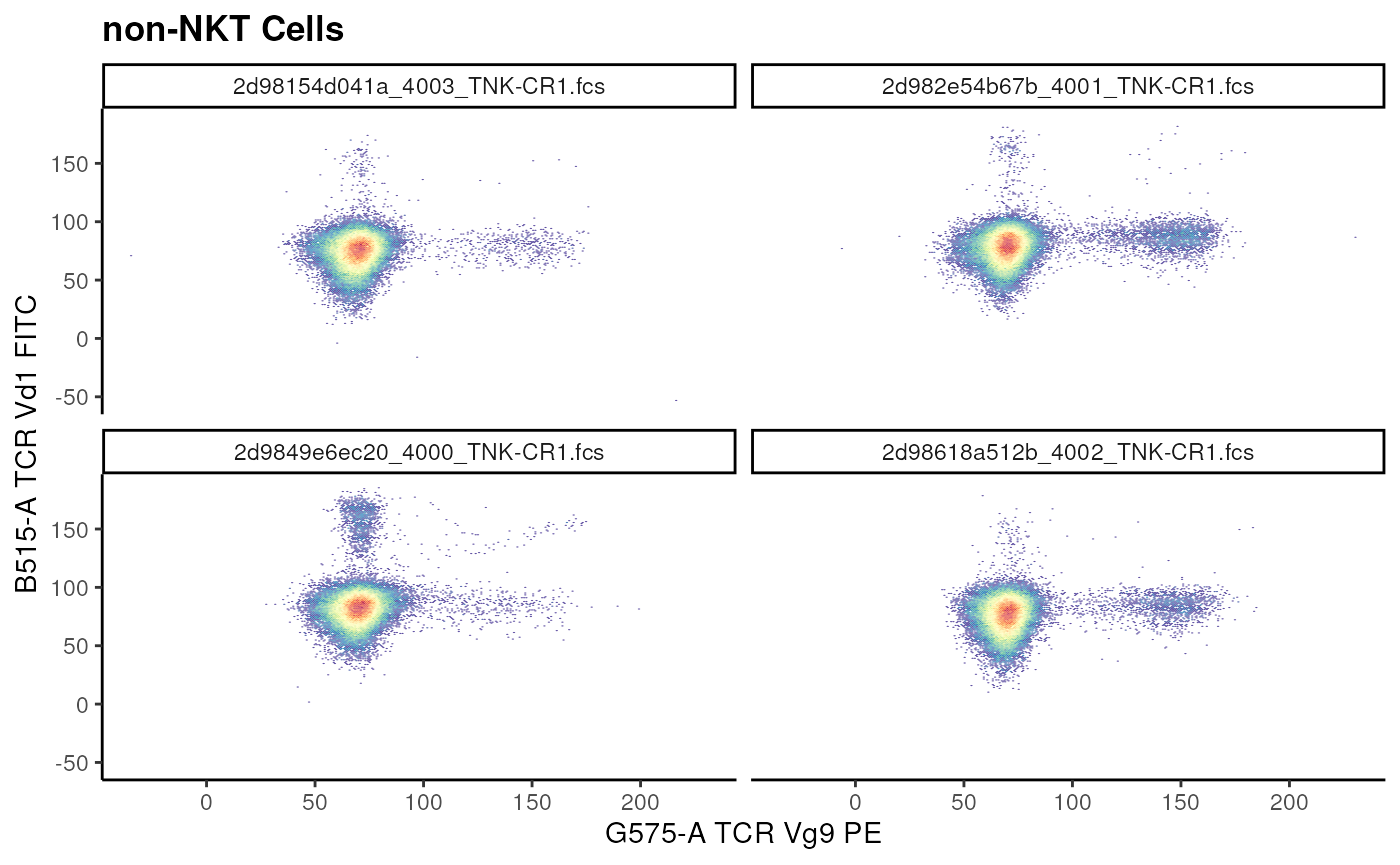 non-NKT Cells
2d98154d041a_4003_TNK-CR1.fcs
2d982e54b67b_4001_TNK-CR1.fcs
150
100
50
0
-50
B515-A TCR Vd1 FITC
2d9849e6ec20_4000_TNK-CR1.fcs
2d98618a512b_4002_TNK-CR1.fcs
150
100
50
0
-50
0 50 100 150 200
0 50 100 150 200
G575-A TCR Vg9 PE